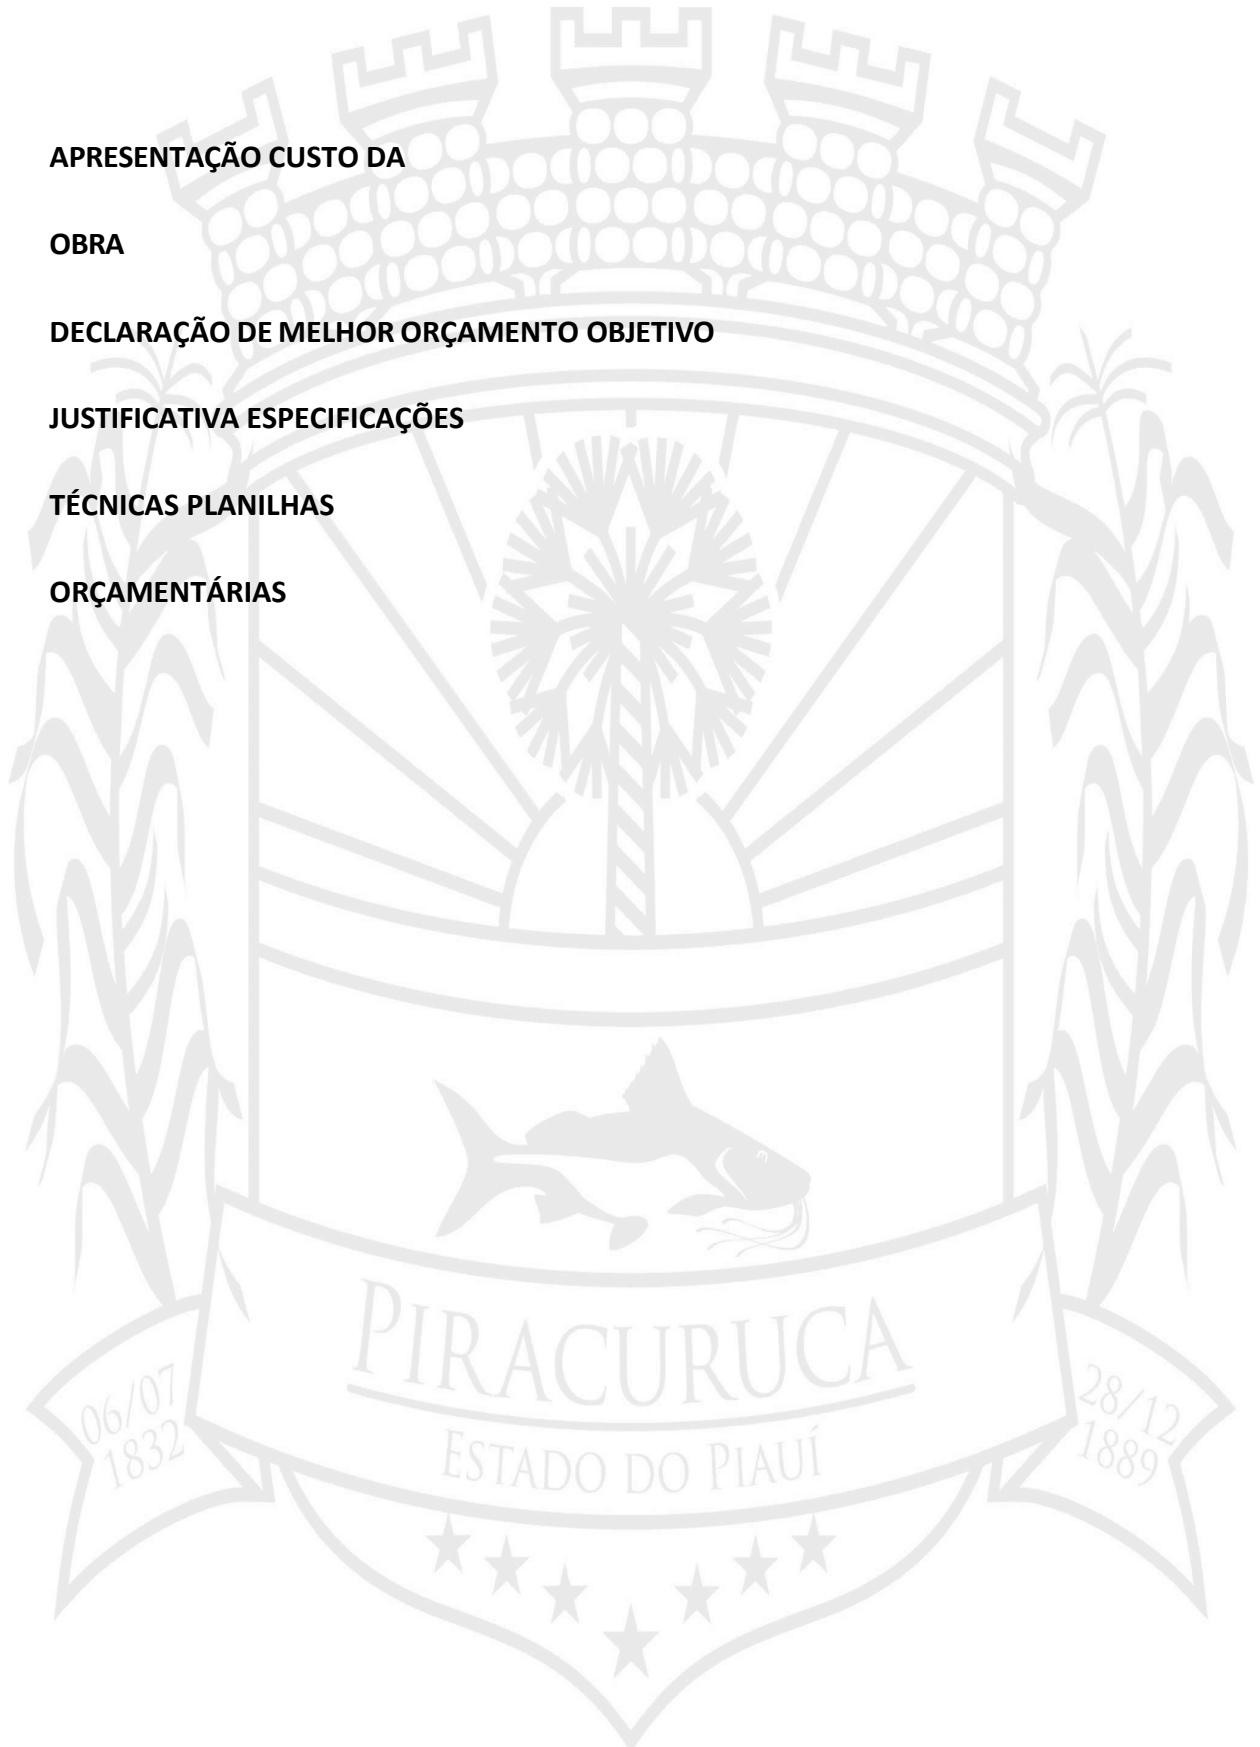 APRESENTAÇÃO CUSTO DA
OBRA
DECLARAÇÃO DE MELHOR ORÇAMENTO OBJETIVO
JUSTIFICATIVA ESPECIFICAÇÕES
TÉCNICAS PLANILHAS
ORÇAMENTÁRIAS
PIRACURUCA
ESTADO DO PIAUÍ
06/07
1832
28/12
1889